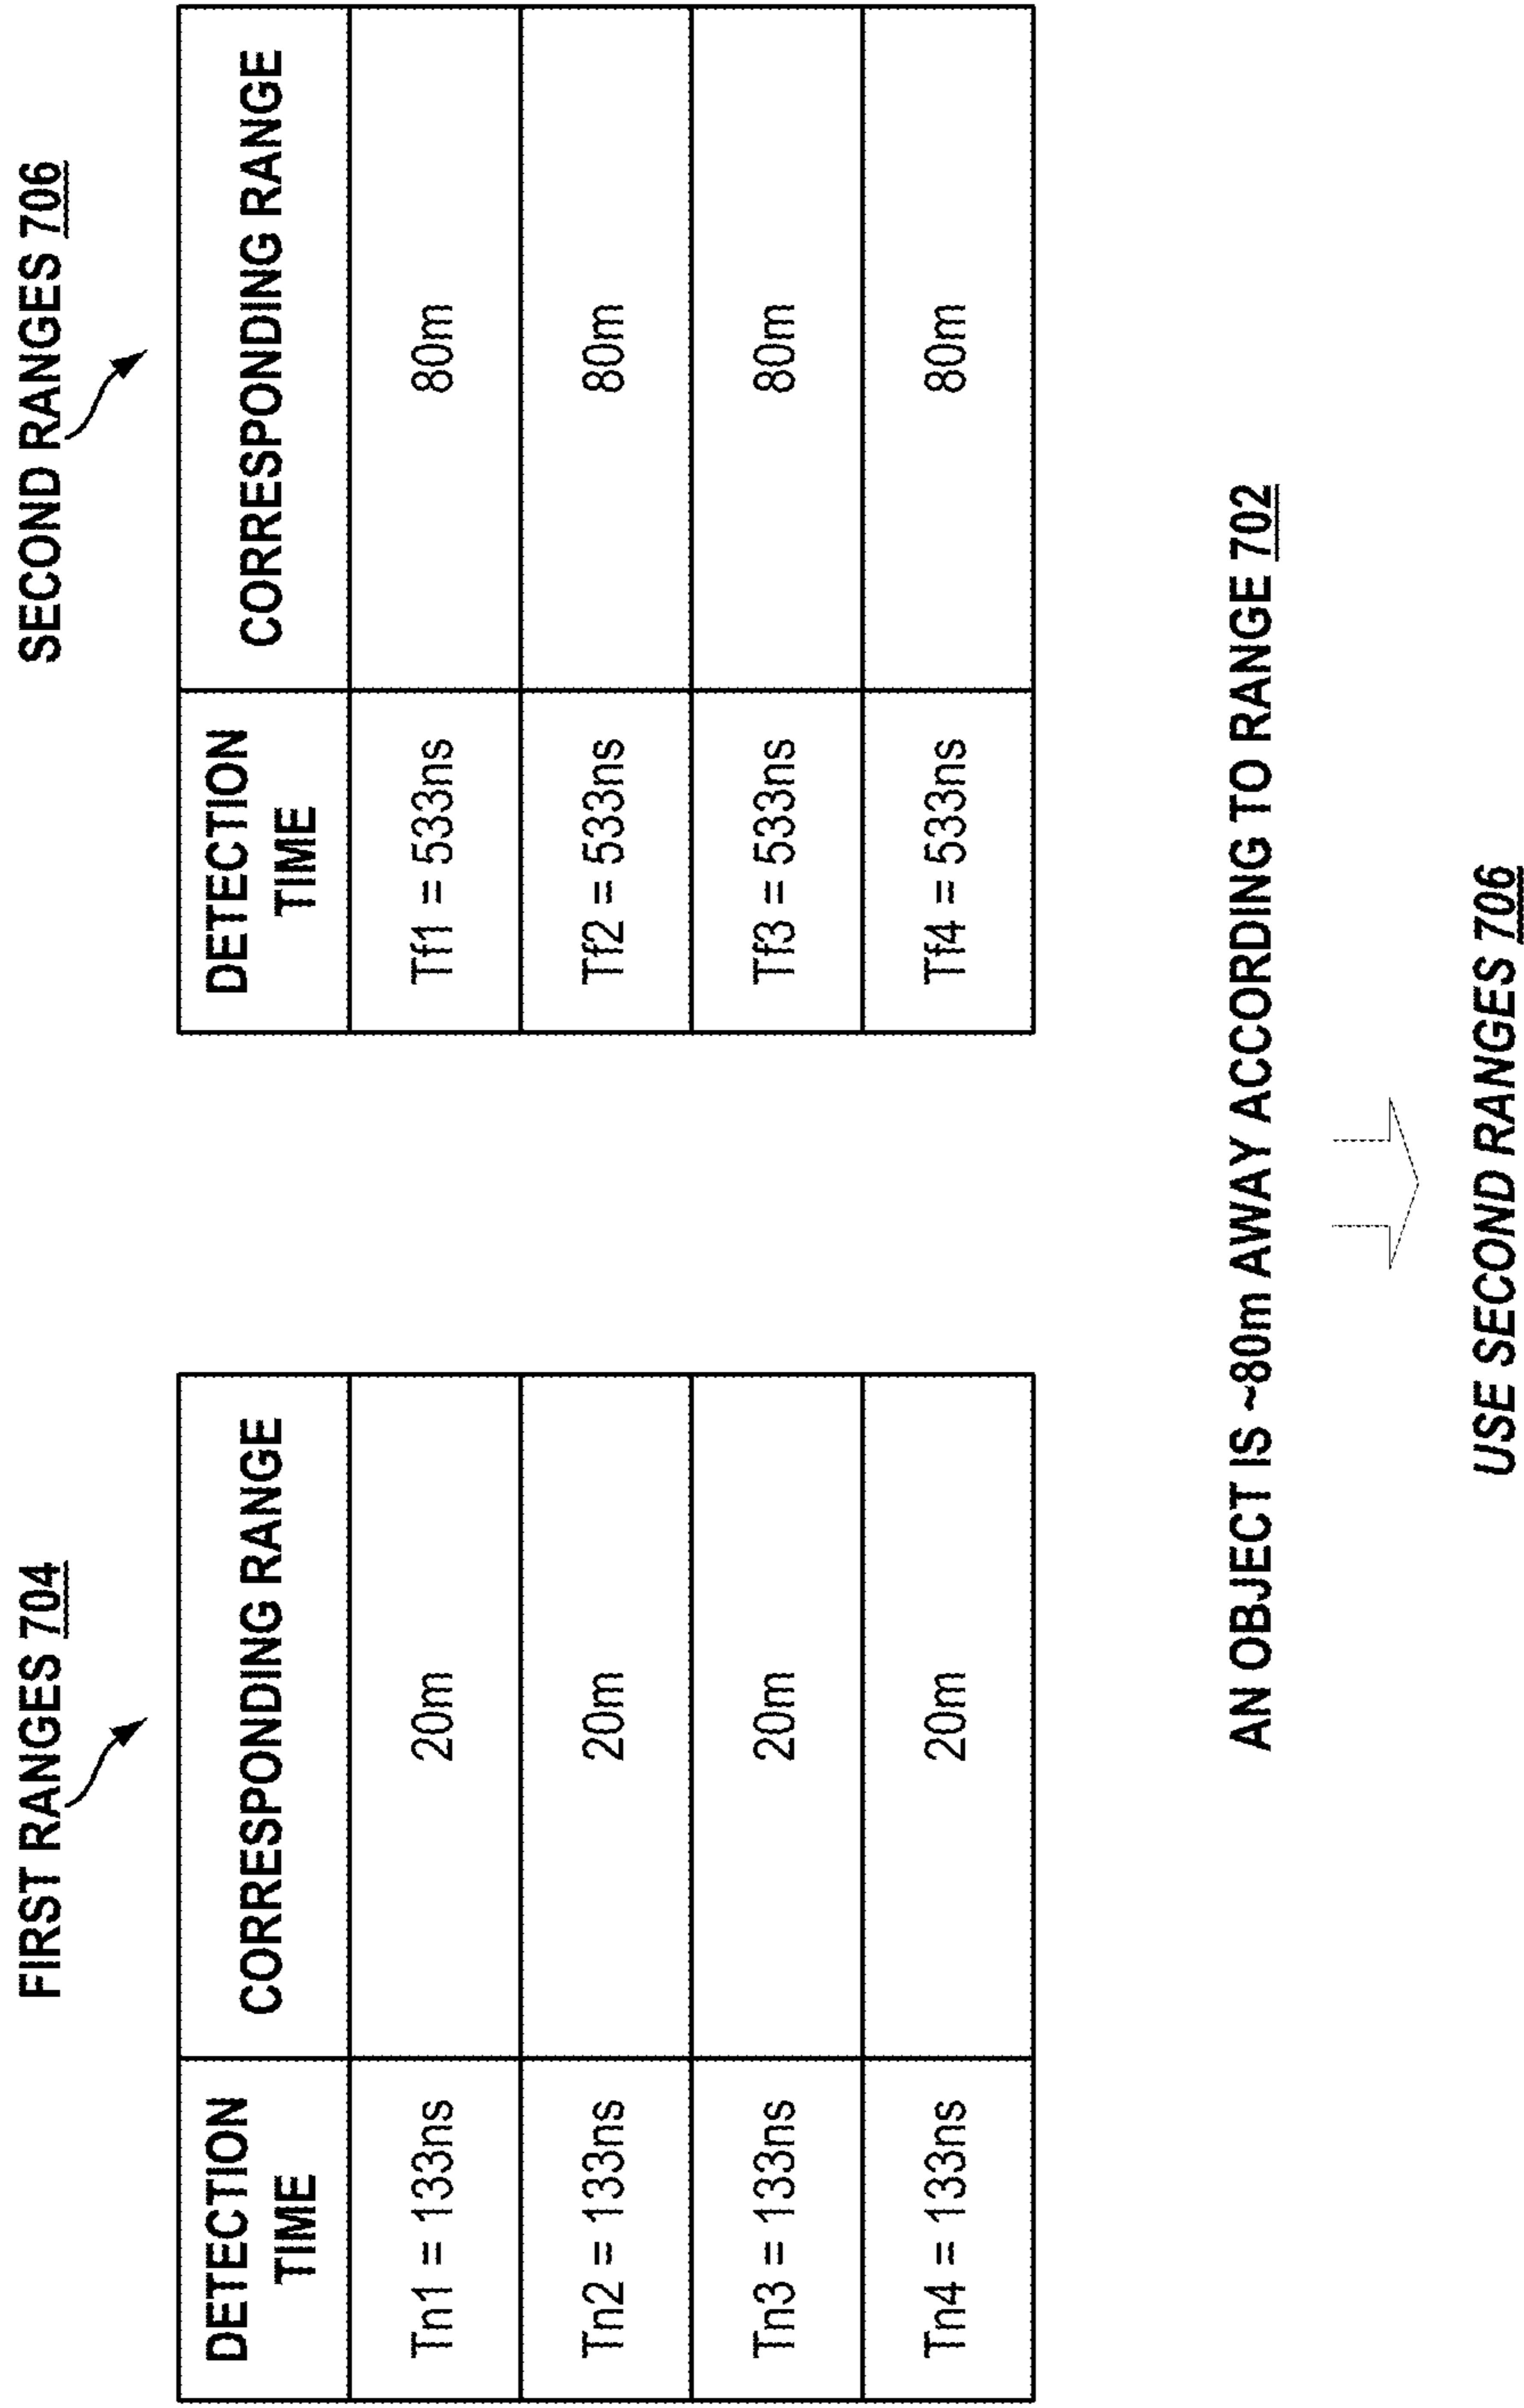 FIRST RANGES 704
DETECTION TIME CORRESPONDING RANGE
Tn1 = 133ns 20m
Tn2 = 133ns 20m
Tn3 = 133ns 20m
Tn4 = 133ns 20m
SECOND RANGES 706
DETECTION TIME CORRESPONDING RANGE
Tf1 = 533ns 80m
Tf2 = 533ns 80m
Tf3 = 533ns 80m
Tf4 = 533ns 80m
AN OBJECT IS ~80m AWAY ACCORDING TO RANGE 702
USE SECOND RANGES 706